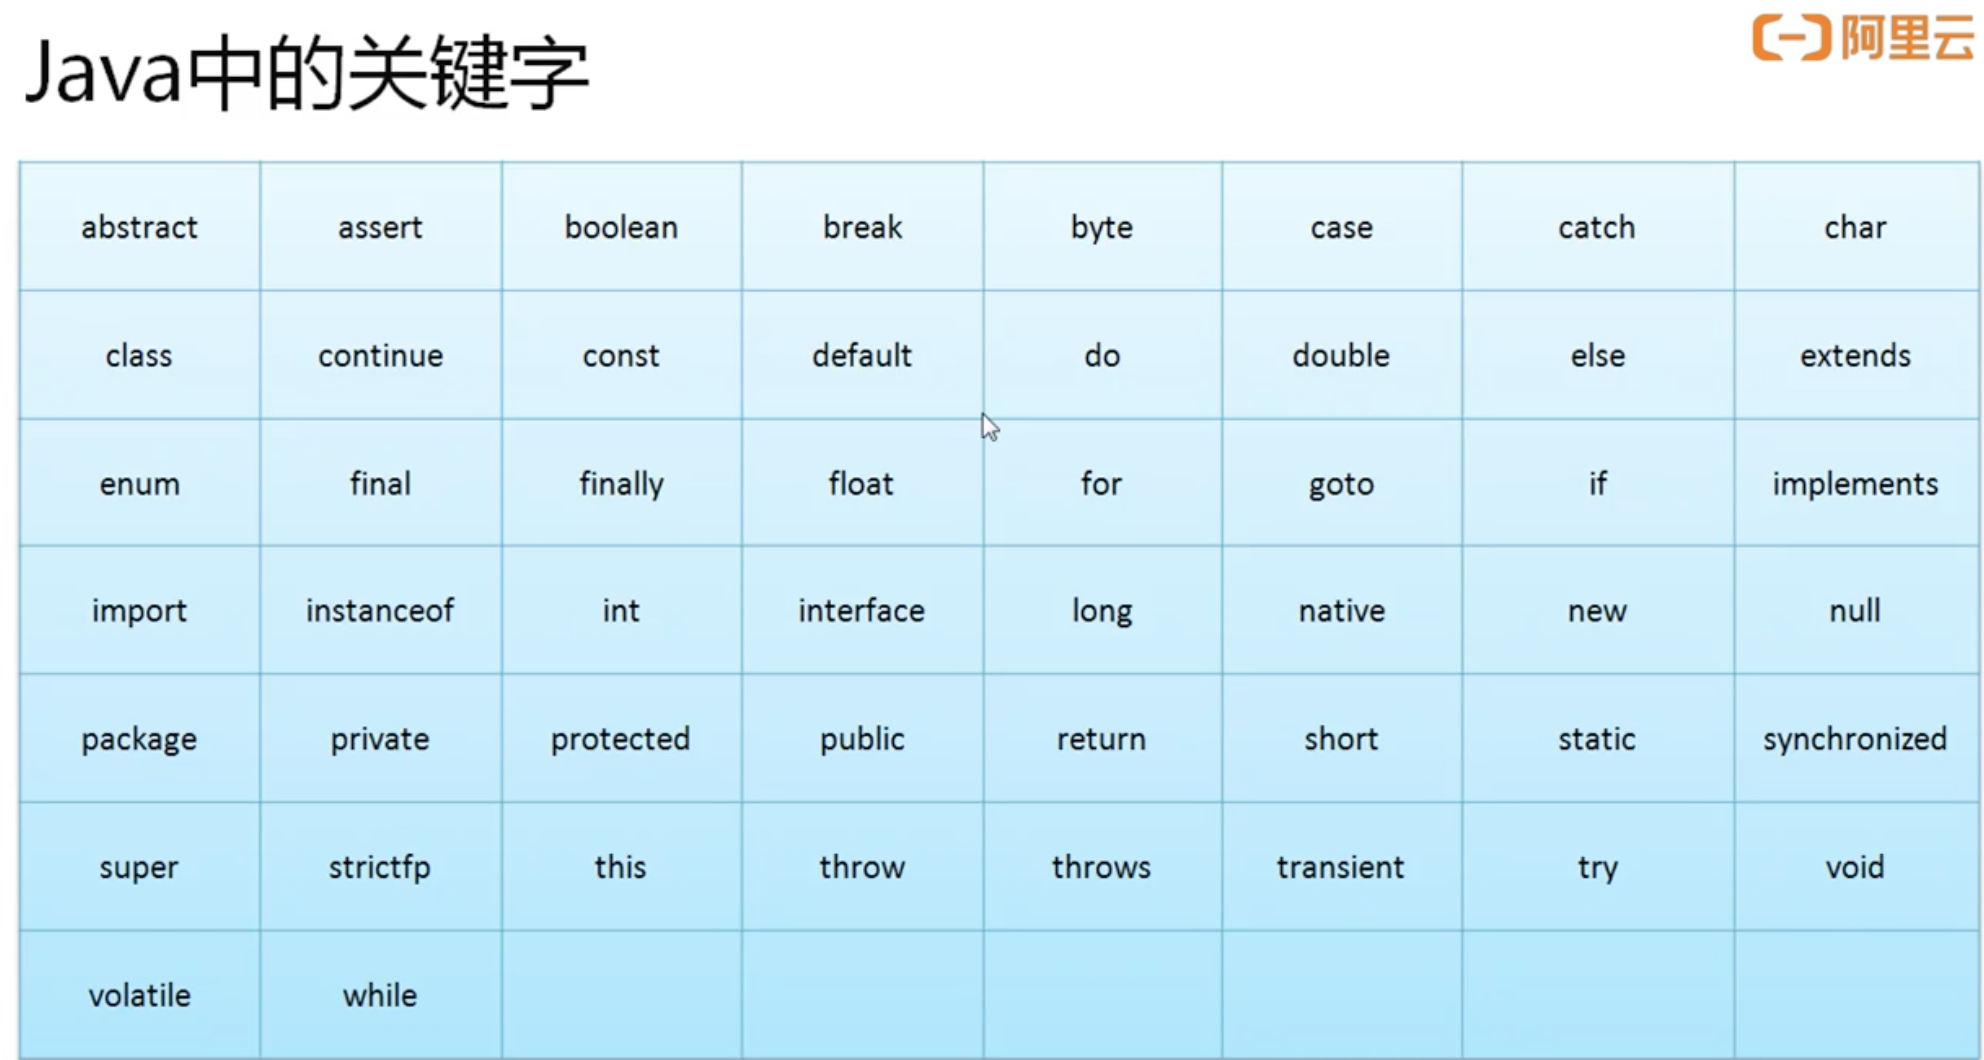 阿里云
Java中的关键字
abstract assert boolean break byte case catch char
class continue const default do double else extends
enum final finally float for goto if implements
import instanceof int interface long native new null
package private protected public return short static synchronized
super strictfp this throw throws transient try void
volatile while